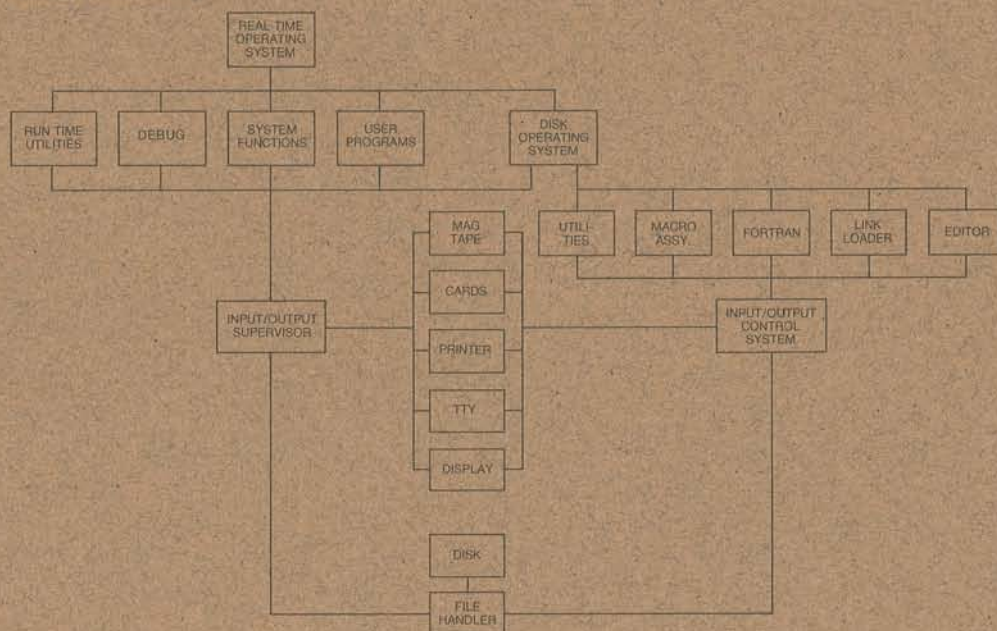 REAL TIME
OPERATING
SYSTEM
RUN TIME
UTILITIES
DEBUG
SYSTEM
FUNCTIONS
USER
PROGRAMS
DISK
OPERATING
SYSTEM
MAG
TAPE
UTILI-
TIES
MACRO
ASSY.
FORTRAN
LINK
LOADER
EDITOR
CARDS
INPUT/OUTPUT
SUPERVISOR
PRINTER
INPUT/OUTPUT
CONTROL
SYSTEM
TTY
DISPLAY
DISK
FILE
HANDLER